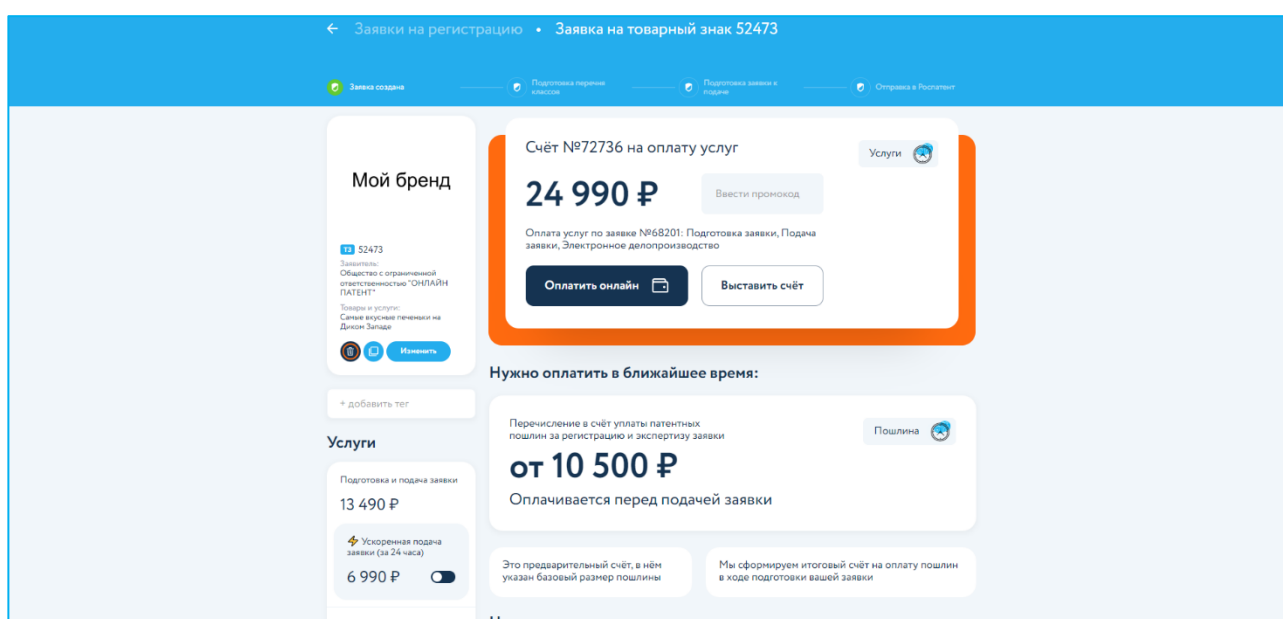 ← Заявки на регистрацию • Заявка на товарный знак 52473
Заявка создана
Подготовка перечня
классов
Подготовка заявки к
подаче
Отправка в Роспатент
Мой бренд
ТЗ 52473
Заявитель:
Общество с ограниченной
ответственностью "ОНЛАЙН
ПАТЕНТ"
Товары и услуги:
Самые вкусные печеньки на
Диком Западе
Изменить
+ добавить тег
Услуги
Подготовка и подача заявки
13 490 ₽
Ускоренная подача
заявки (за 24 часа)
6 990 ₽
Счёт №72736 на оплату услуг
Услуги
24 990 ₽
Ввести промокод
Оплата услуг по заявке №68201: Подготовка заявки, Подача
заявки, Электронное делопроизводство
Оплатить онлайн
Выставить счёт
Нужно оплатить в ближайшее время:
Перечисление в счёт уплаты патентных
пошлин за регистрацию и экспертизу заявки
Пошлина
от 10 500 ₽
Оплачивается перед подачей заявки
Это предварительный счёт, в нём
указан базовый размер пошлины
Мы сформируем итоговый счёт на оплату пошлин
в ходе подготовки вашей заявки